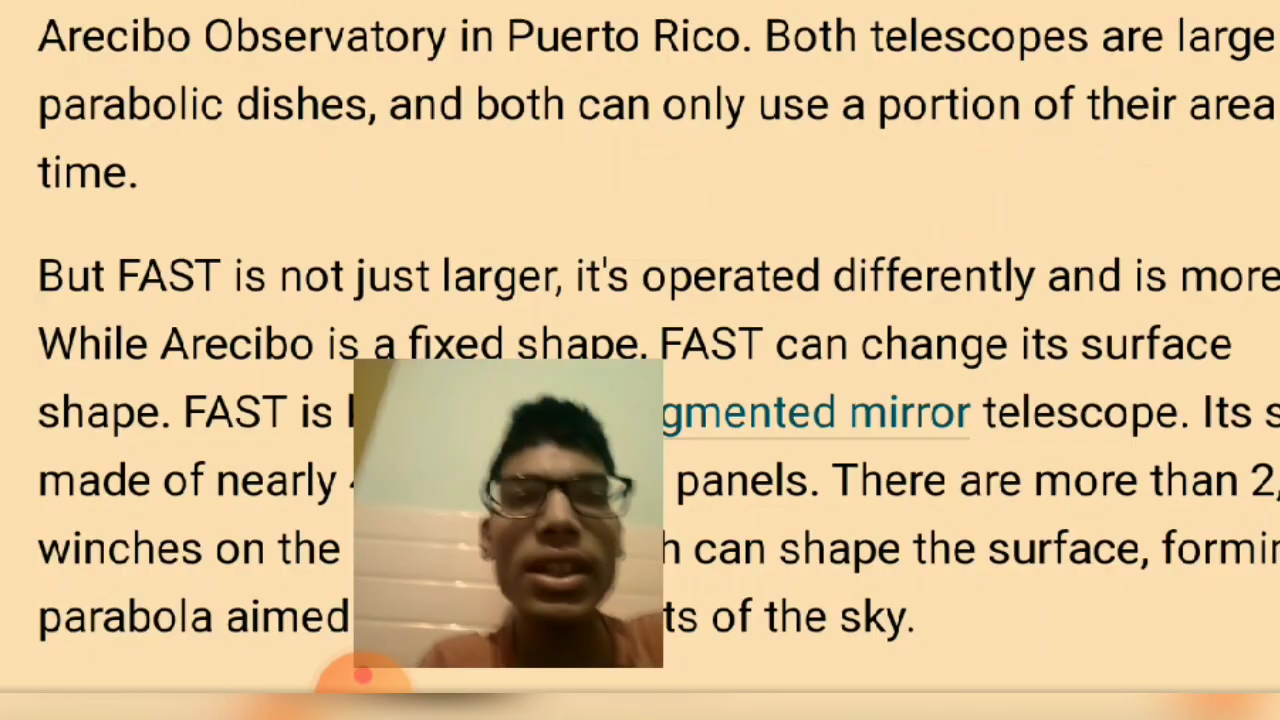 Arecibo Observatory in Puerto Rico. Both telescopes are large
parabolic dishes, and both can only use a portion of their area
time.
But FAST is not just larger, it's operated differently and is more
While Arecibo is a fixed shape. FAST can change its surface
shape. FAST is gmented mirror telescope. Its s
made of nearly panels. There are more than 2,
winches on the h can shape the surface, formin
parabola aimed ts of the sky.